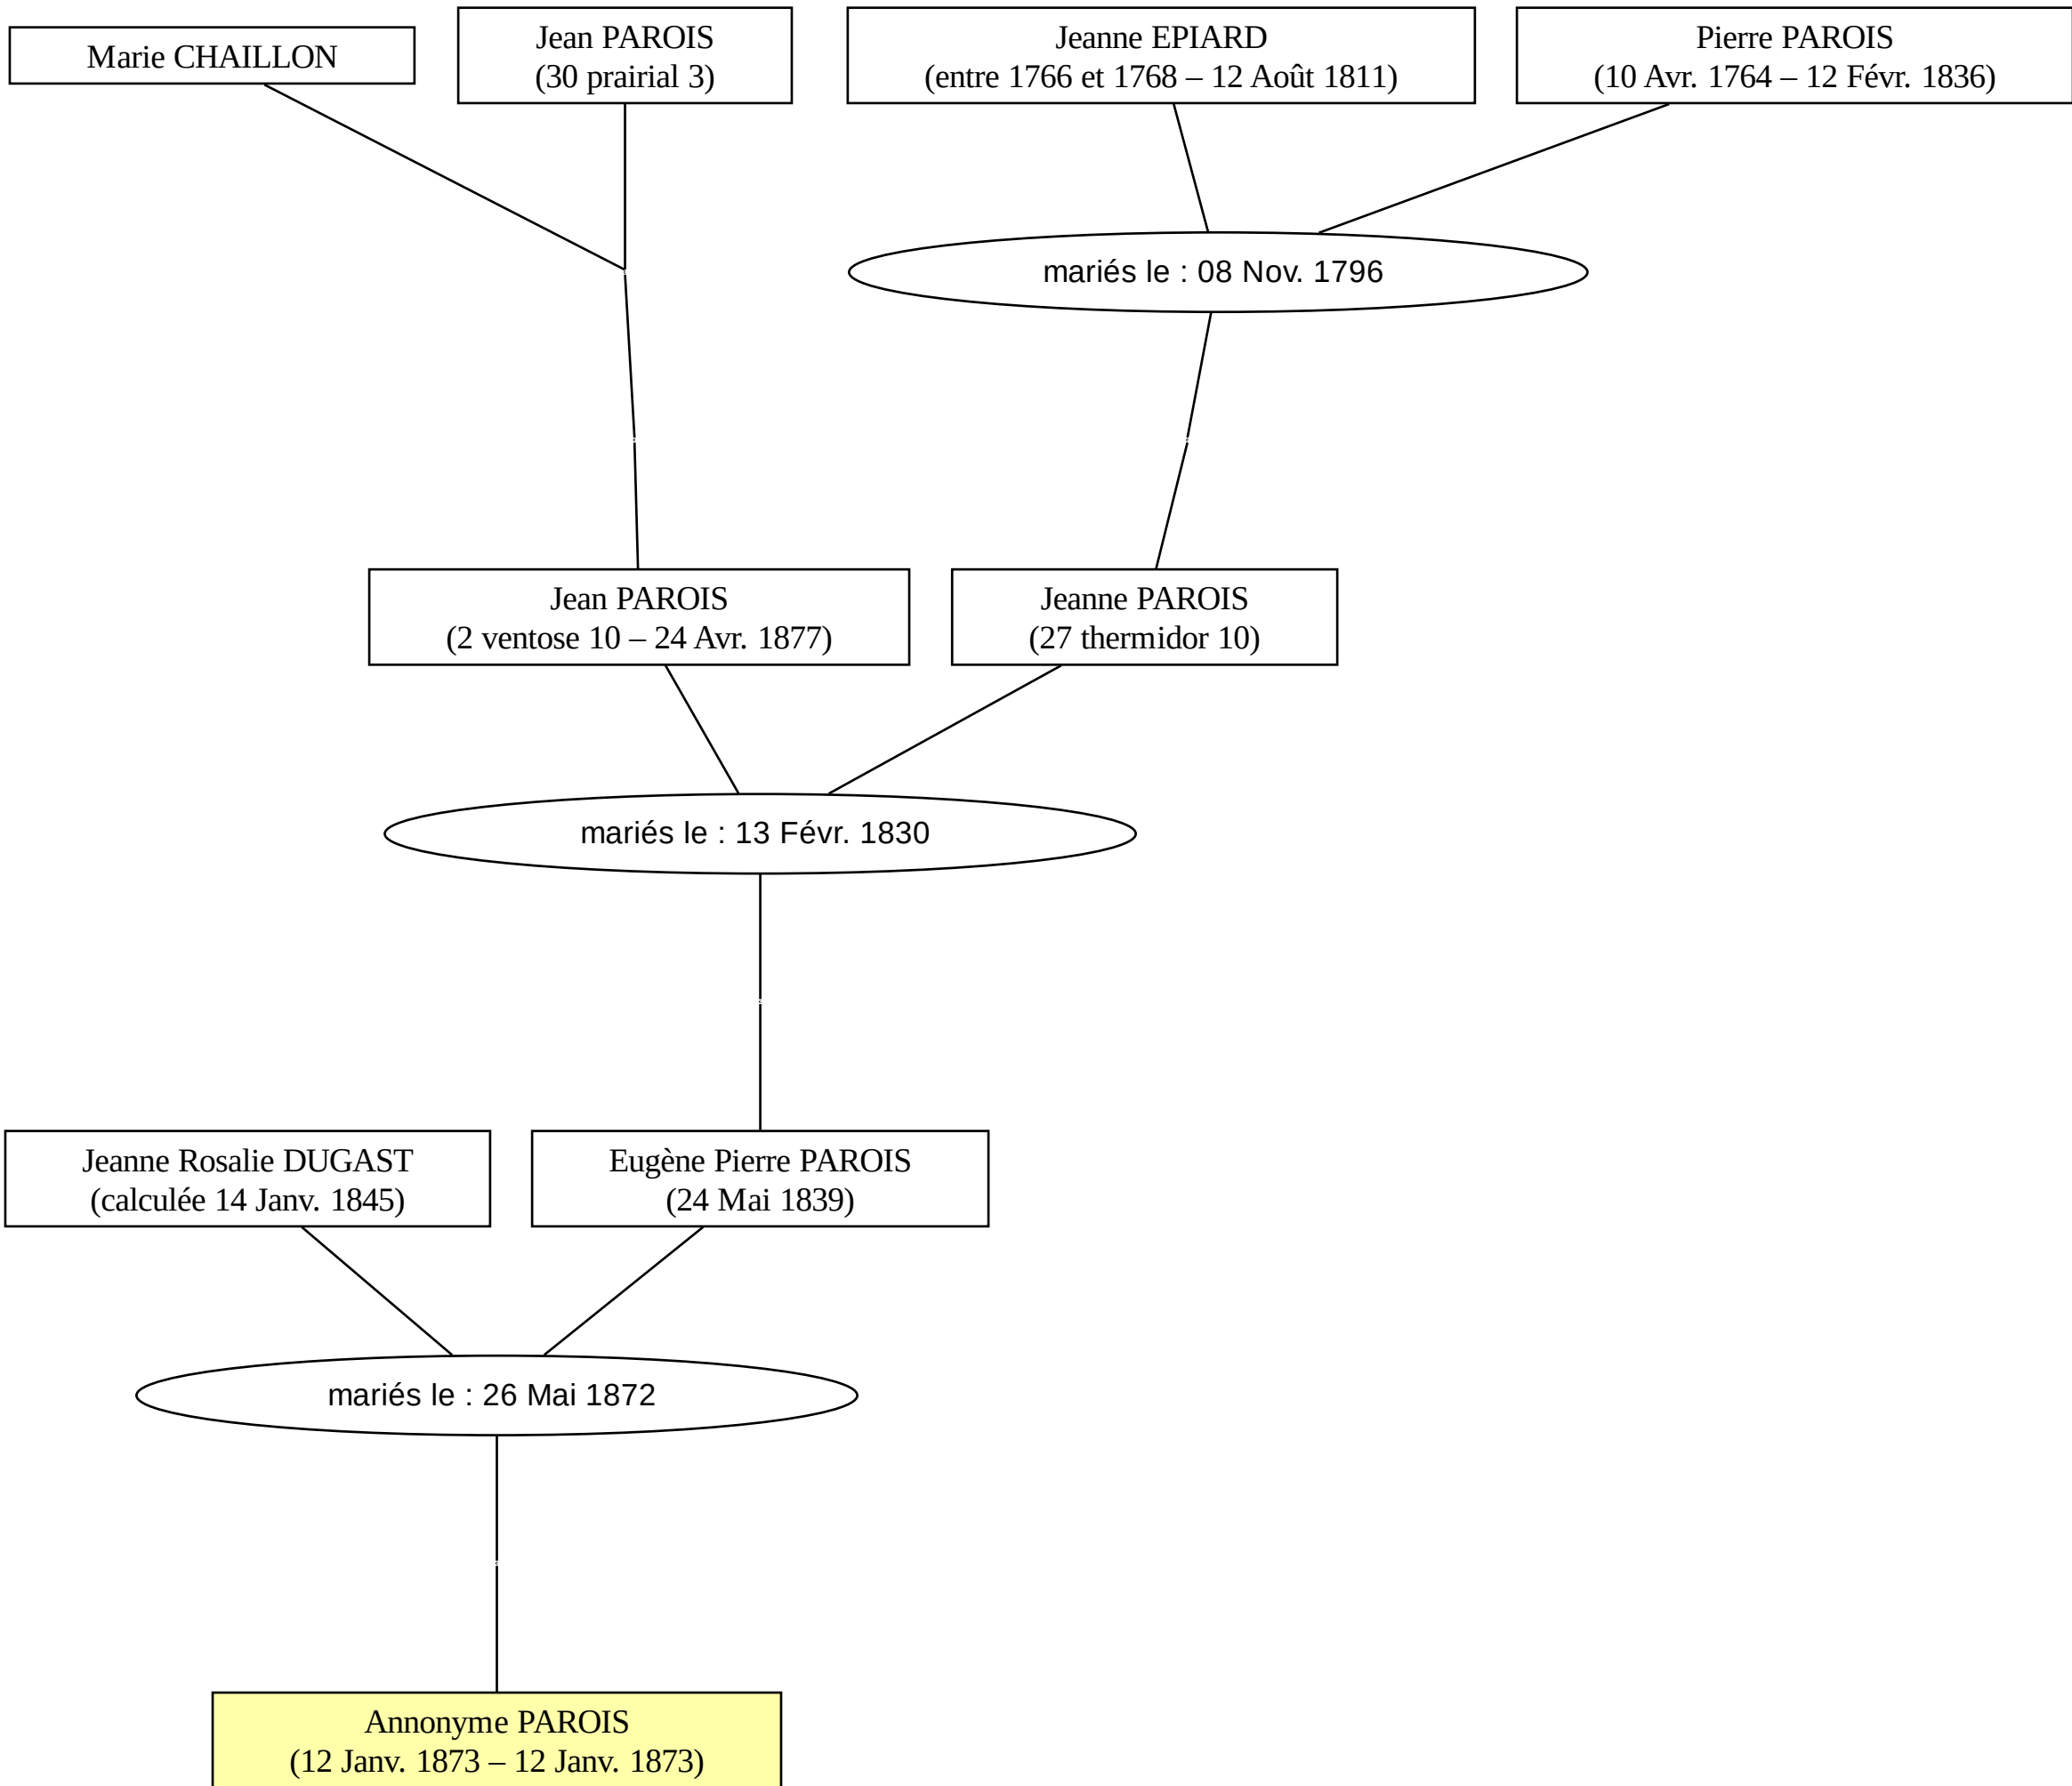 Marie CHAILLON
Jean PAROIS
(30 prairial 3)
Jeanne EPIARD
(entre 1766 et 1768 – 12 Août 1811)
Pierre PAROIS
(10 Avr. 1764 – 12 Févr. 1836)
mariés le : 08 Nov. 1796
Jean PAROIS
(2 ventose 10 – 24 Avr. 1877)
Jeanne PAROIS
(27 thermidor 10)
mariés le : 13 Févr. 1830
Jeanne Rosalie DUGAST
(calculée 14 Janv. 1845)
Eugène Pierre PAROIS
(24 Mai 1839)
mariés le : 26 Mai 1872
Annonyme PAROIS
(12 Janv. 1873 – 12 Janv. 1873)